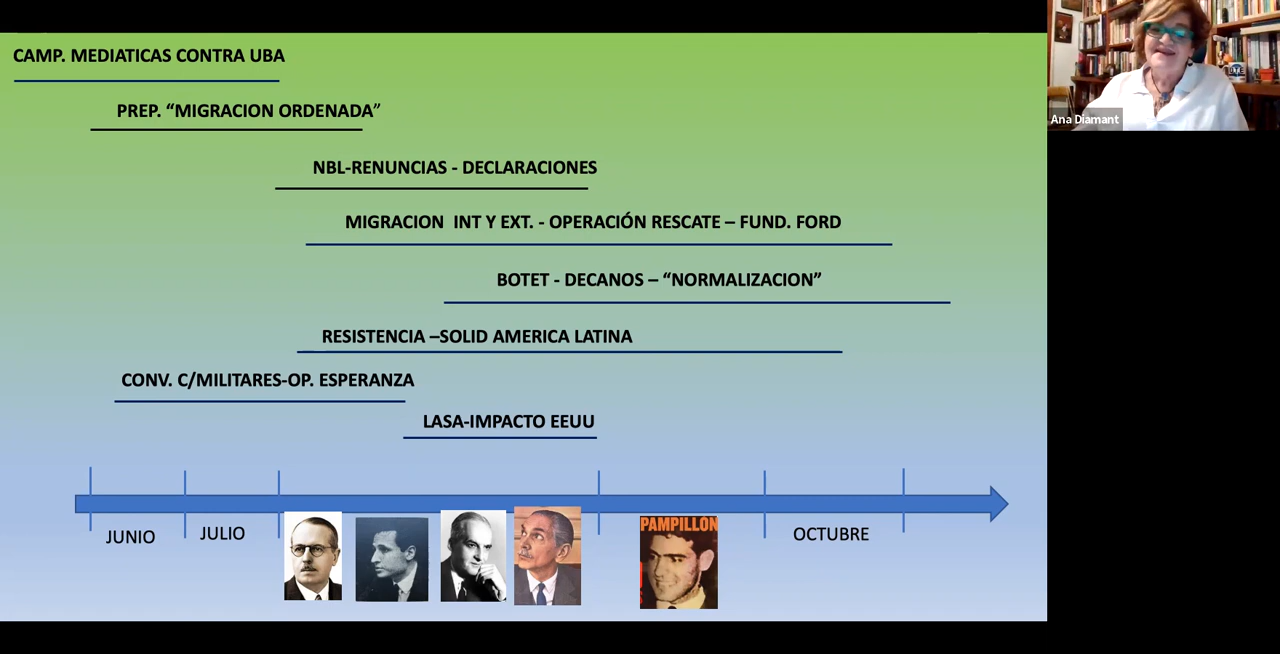 CAMP. MEDIATICAS CONTRA UBA
PREP. “MIGRACION ORDENADA”
NBL-RENUNCIAS - DECLARACIONES
MIGRACION INT Y EXT. - OPERACIÓN RESCATE – FUND. FORD
BOTET - DECANOS – “NORMALIZACION”
RESISTENCIA –SOLID AMERICA LATINA
CONV. C/MILITARES-OP. ESPERANZA
LASA-IMPACTO EEUU
JUNIO
JULIO
PAMPILLON
OCTUBRE
Ana Diamant